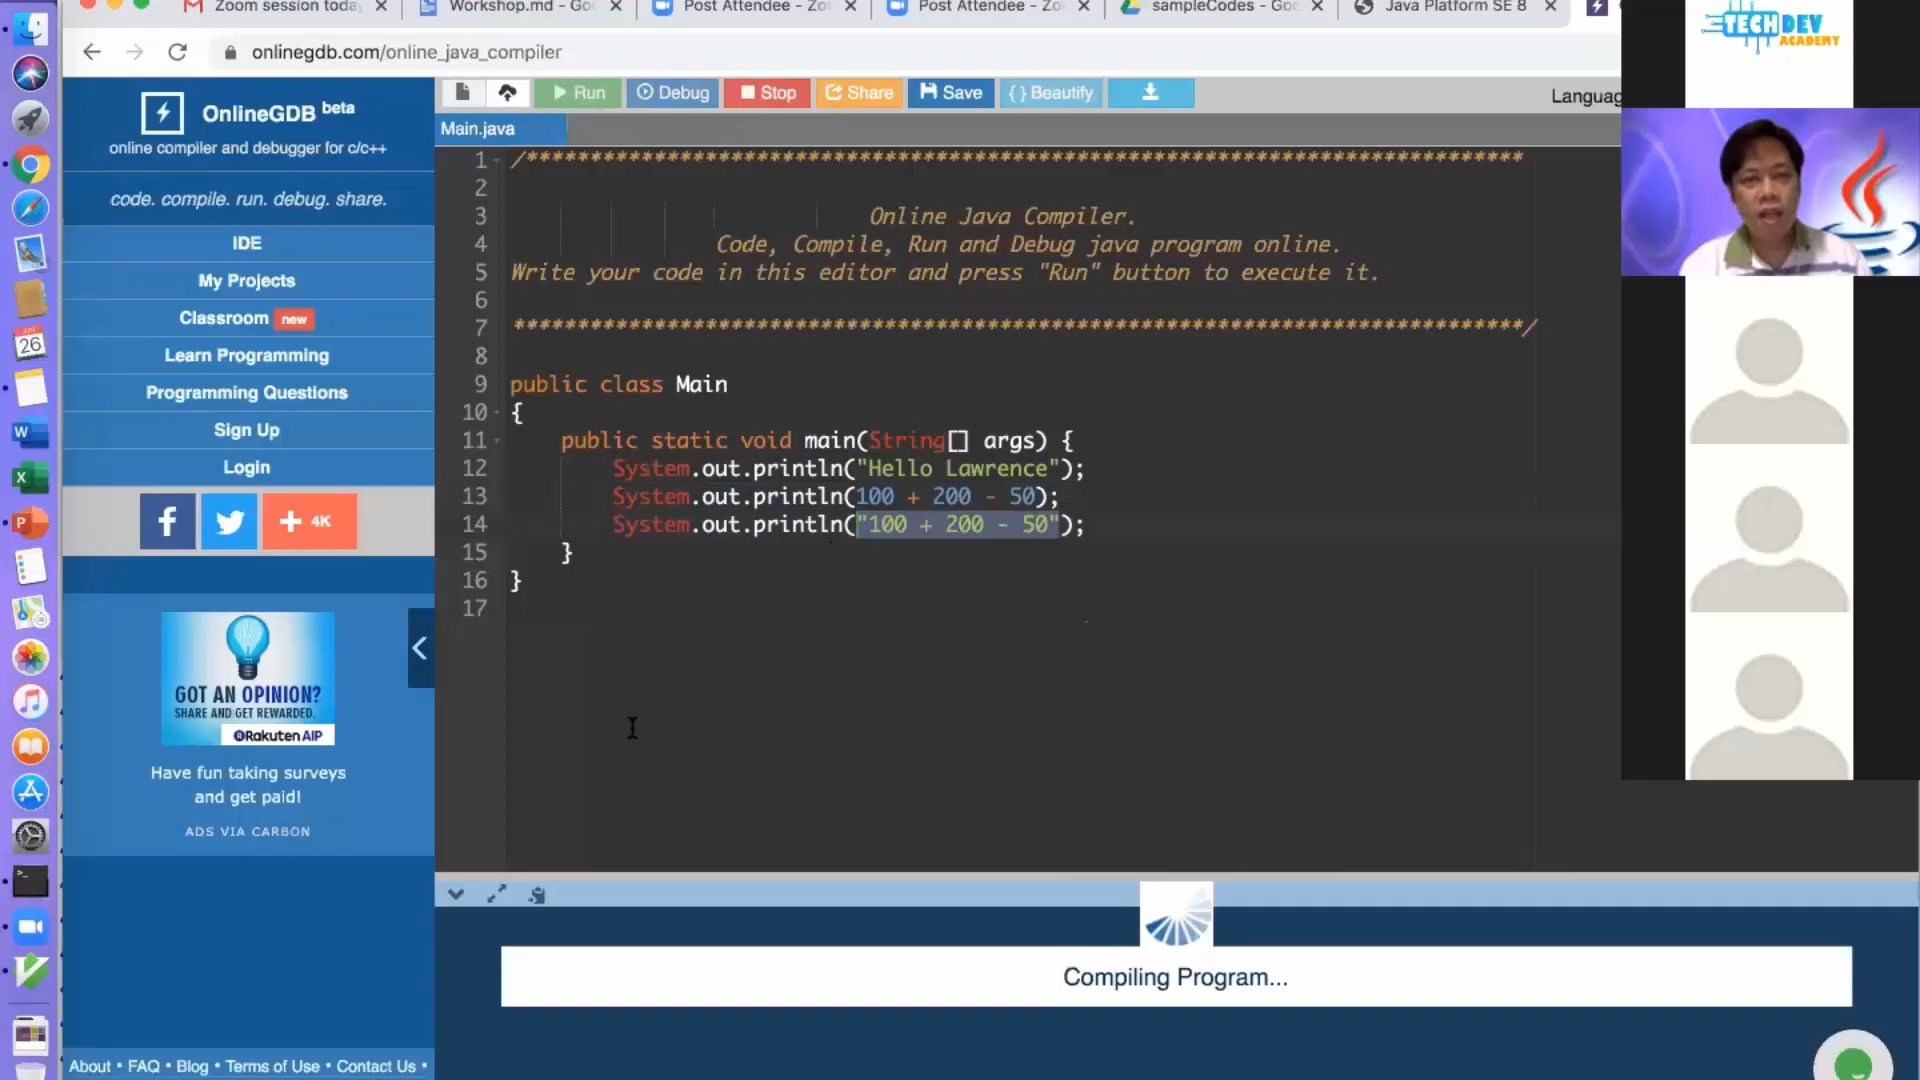 Zoom session toda
Workshop.md - Go
Post Attendee - Zo
Post Attendee - Zo
sampleCodes - Goo
Java Platform SE 8
onlinegdb.com/online_java_compiler
TECHDEV
ACADEMY
OnlineGDB beta
online compiler and debugger for c/c++
code. compile. run. debug. share.
IDE
My Projects
Classroom new
Learn Programming
Programming Questions
Sign Up
Login
+ 4K
GOT AN OPINION?
SHARE AND GET REWARDED.
Rakuten AIP
Have fun taking surveys
and get paid!
ADS VIA CARBON
About • FAQ • Blog • Terms of Use • Contact Us •
Run Debug Stop Share Save {} Beautify
Languag
Main.java
1 /******************************************************************************
2
3 Online Java Compiler.
4 Code, Compile, Run and Debug java program online.
5 Write your code in this editor and press "Run" button to execute it.
6
7 *******************************************************************************/
8
9 public class Main
10 {
11 public static void main(String[] args) {
12 System.out.println("Hello Lawrence");
13 System.out.println(100 + 200 - 50);
14 System.out.println("100 + 200 - 50");
15 }
16 }
17
Compiling Program...
26